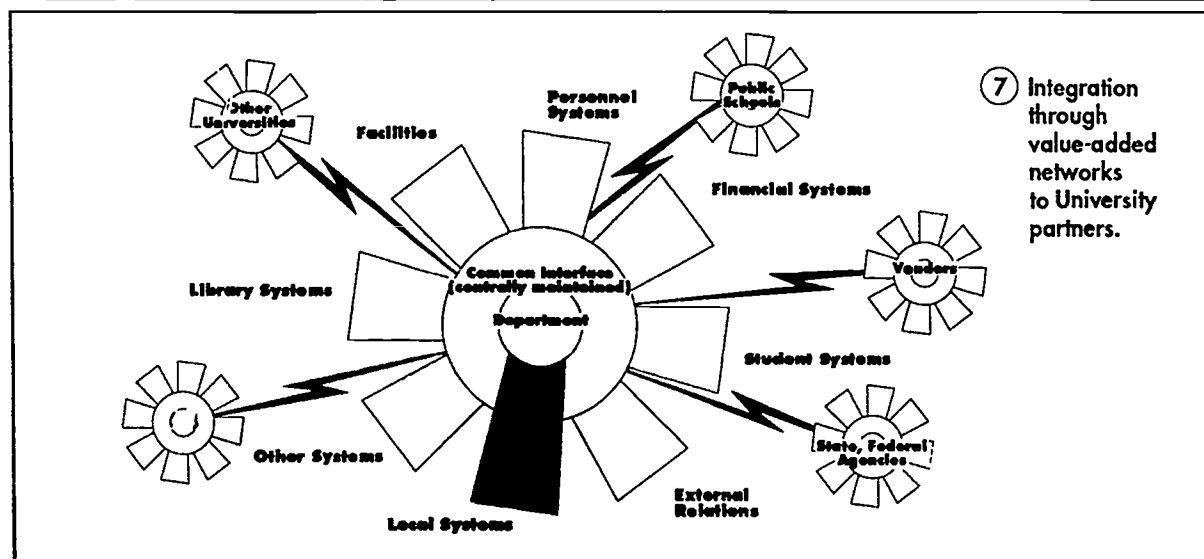 Other
Universities
Facilities
Personnel
Systems
Public
Schools
Financial Systems
7 Integration
through
value-added
networks
to University
partners.
Library Systems
Common Interface
(centrally maintained)
Department
Vendors
Student Systems
Other Systems
Local Systems
External
Relations
State, Federal
Agencies